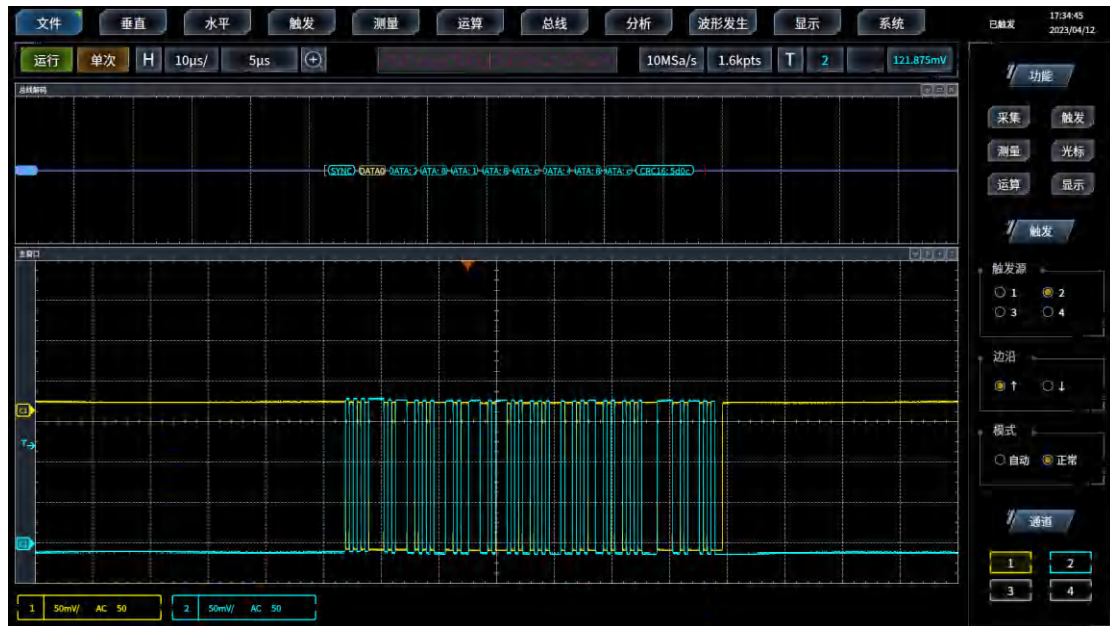 文件 垂直 水平 触发 测量 运算 总线 分析 波形发生 显示 系统 已触发 17:34:45
2023/04/12
运行 单次 H 10μs/ 5μs 10MSa/s 1.6kpts T 2 121.875mV
功能
采集 触发
测量 光标
运算 显示
总线解码
SYNC DATA0 CRC16: 5d0c
触发
主窗口
触发源
1 2
3 4
边沿
↑ ↓
模式
自动 正常
通道
1 2
3 4
C1
T
C2
1 50mV/ AC 50 2 50mV/ AC 50